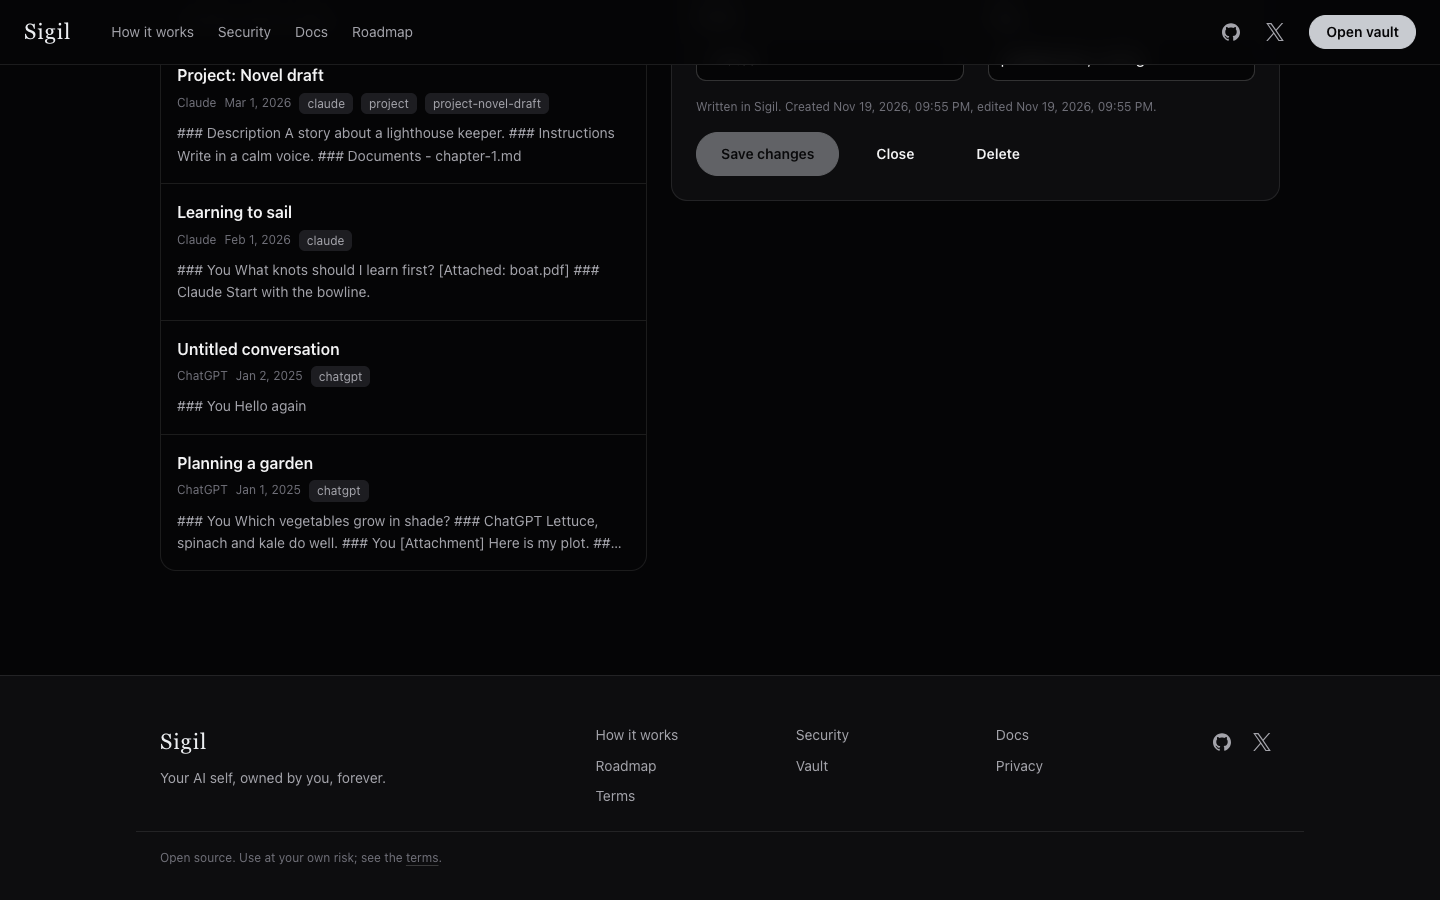 Sigil
How it works
Security
Docs
Roadmap
Open vault
Project: Novel draft
Claude Mar 1, 2026 claude project project-novel-draft
### Description A story about a lighthouse keeper. ### Instructions
Write in a calm voice. ### Documents - chapter-1.md
Learning to sail
Claude Feb 1, 2026 claude
### You What knots should I learn first? [Attached: boat.pdf] ###
Claude Start with the bowline.
Untitled conversation
ChatGPT Jan 2, 2025 chatgpt
### You Hello again
Planning a garden
ChatGPT Jan 1, 2025 chatgpt
### You Which vegetables grow in shade? ### ChatGPT Lettuce,
spinach and kale do well. ### You [Attachment] Here is my plot. ##...
Written in Sigil. Created Nov 19, 2026, 09:55 PM, edited Nov 19, 2026, 09:55 PM.
Save changes
Close
Delete
Sigil
Your AI self, owned by you, forever.
How it works
Security
Docs
Roadmap
Vault
Privacy
Terms
Open source. Use at your own risk; see the terms.